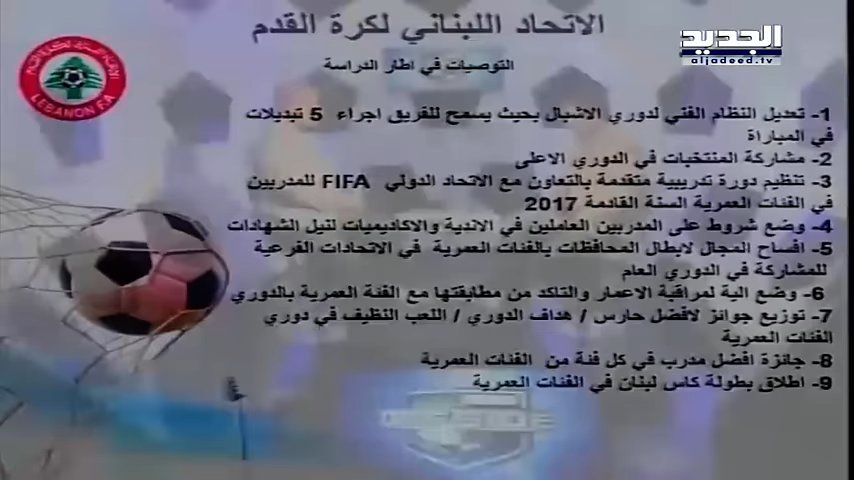 الاتحاد اللبناني لكرة القدم
الجديد
aljadeed.tv
التوصيات في اطار الدراسة
LEBANON F.A
1- تعديل النظام الفني لدوري الاشبال بحيث يسمح للفريق اجراء 5 تبديلات
في المباراة
2- مشاركة المنتخبات في الدوري الاعلى
3- تنظيم دورة تدريبية متقدمة بالتعاون مع الاتحاد الدولي FIFA للمدربين
في الفئات العمرية السنة القادمة 2017
4- وضع شروط على المدربين العاملين في الاندية والاكاديميات لنيل الشهادات
5- افساح المجال لابطال المحافظات بالفئات العمرية في الاتحادات الفرعية
للمشاركة في الدوري العام
6- وضع الية لمراقبة الاعمار والتاكد من مطابقتها مع الفئة العمرية بالدوري
7- توزيع جوائز لافضل حارس / هداف الدوري / اللعب النظيف في دوري
الفئات العمرية
8- جائزة افضل مدرب في كل فئة من الفئات العمرية
9- اطلاق بطولة كاس لبنان في الفئات العمرية